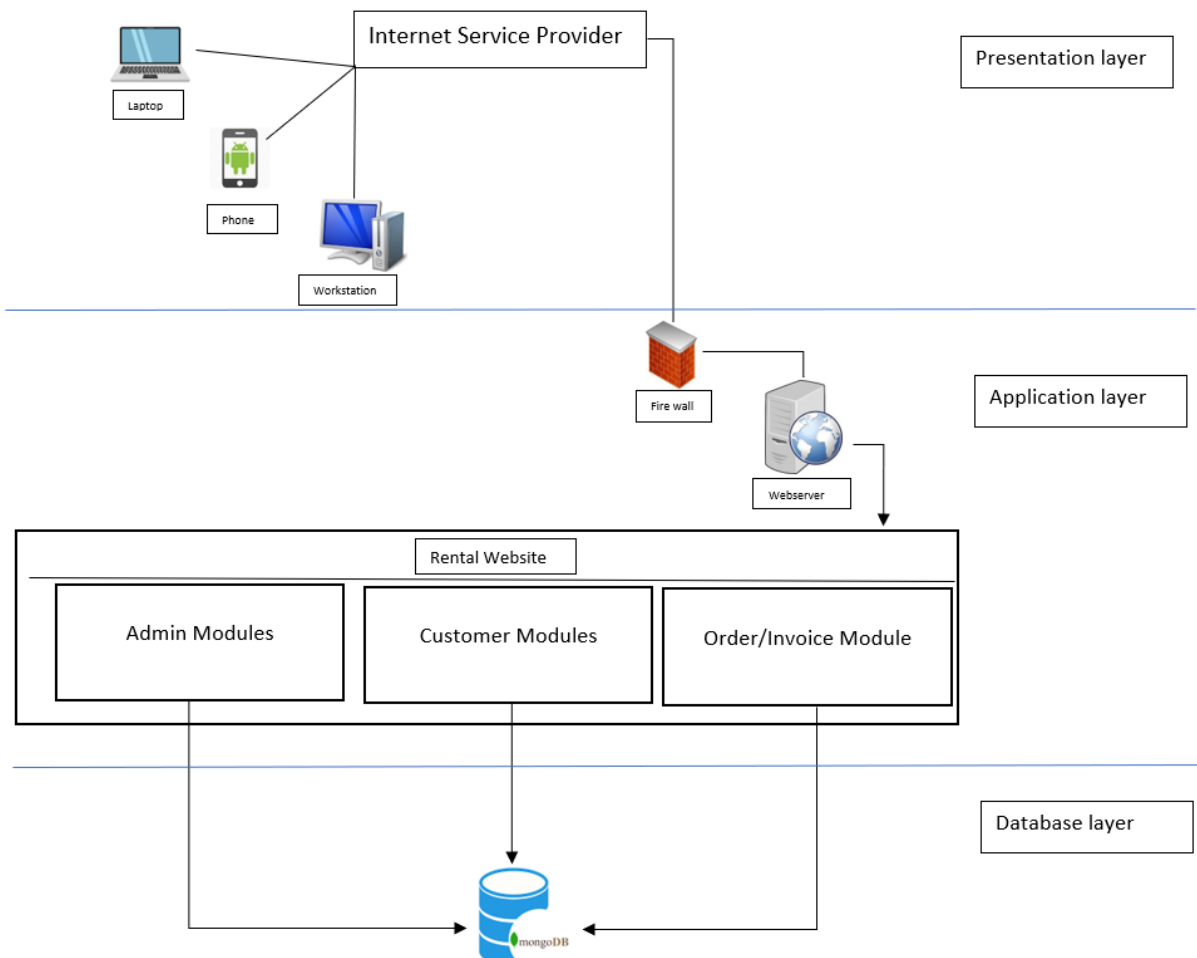 Internet Service Provider
Presentation layer
Laptop
Phone
Workstation
Application layer
Fire wall
Webserver
Rental Website
Admin Modules
Customer Modules
Order/Invoice Module
Database layer
mongoDB